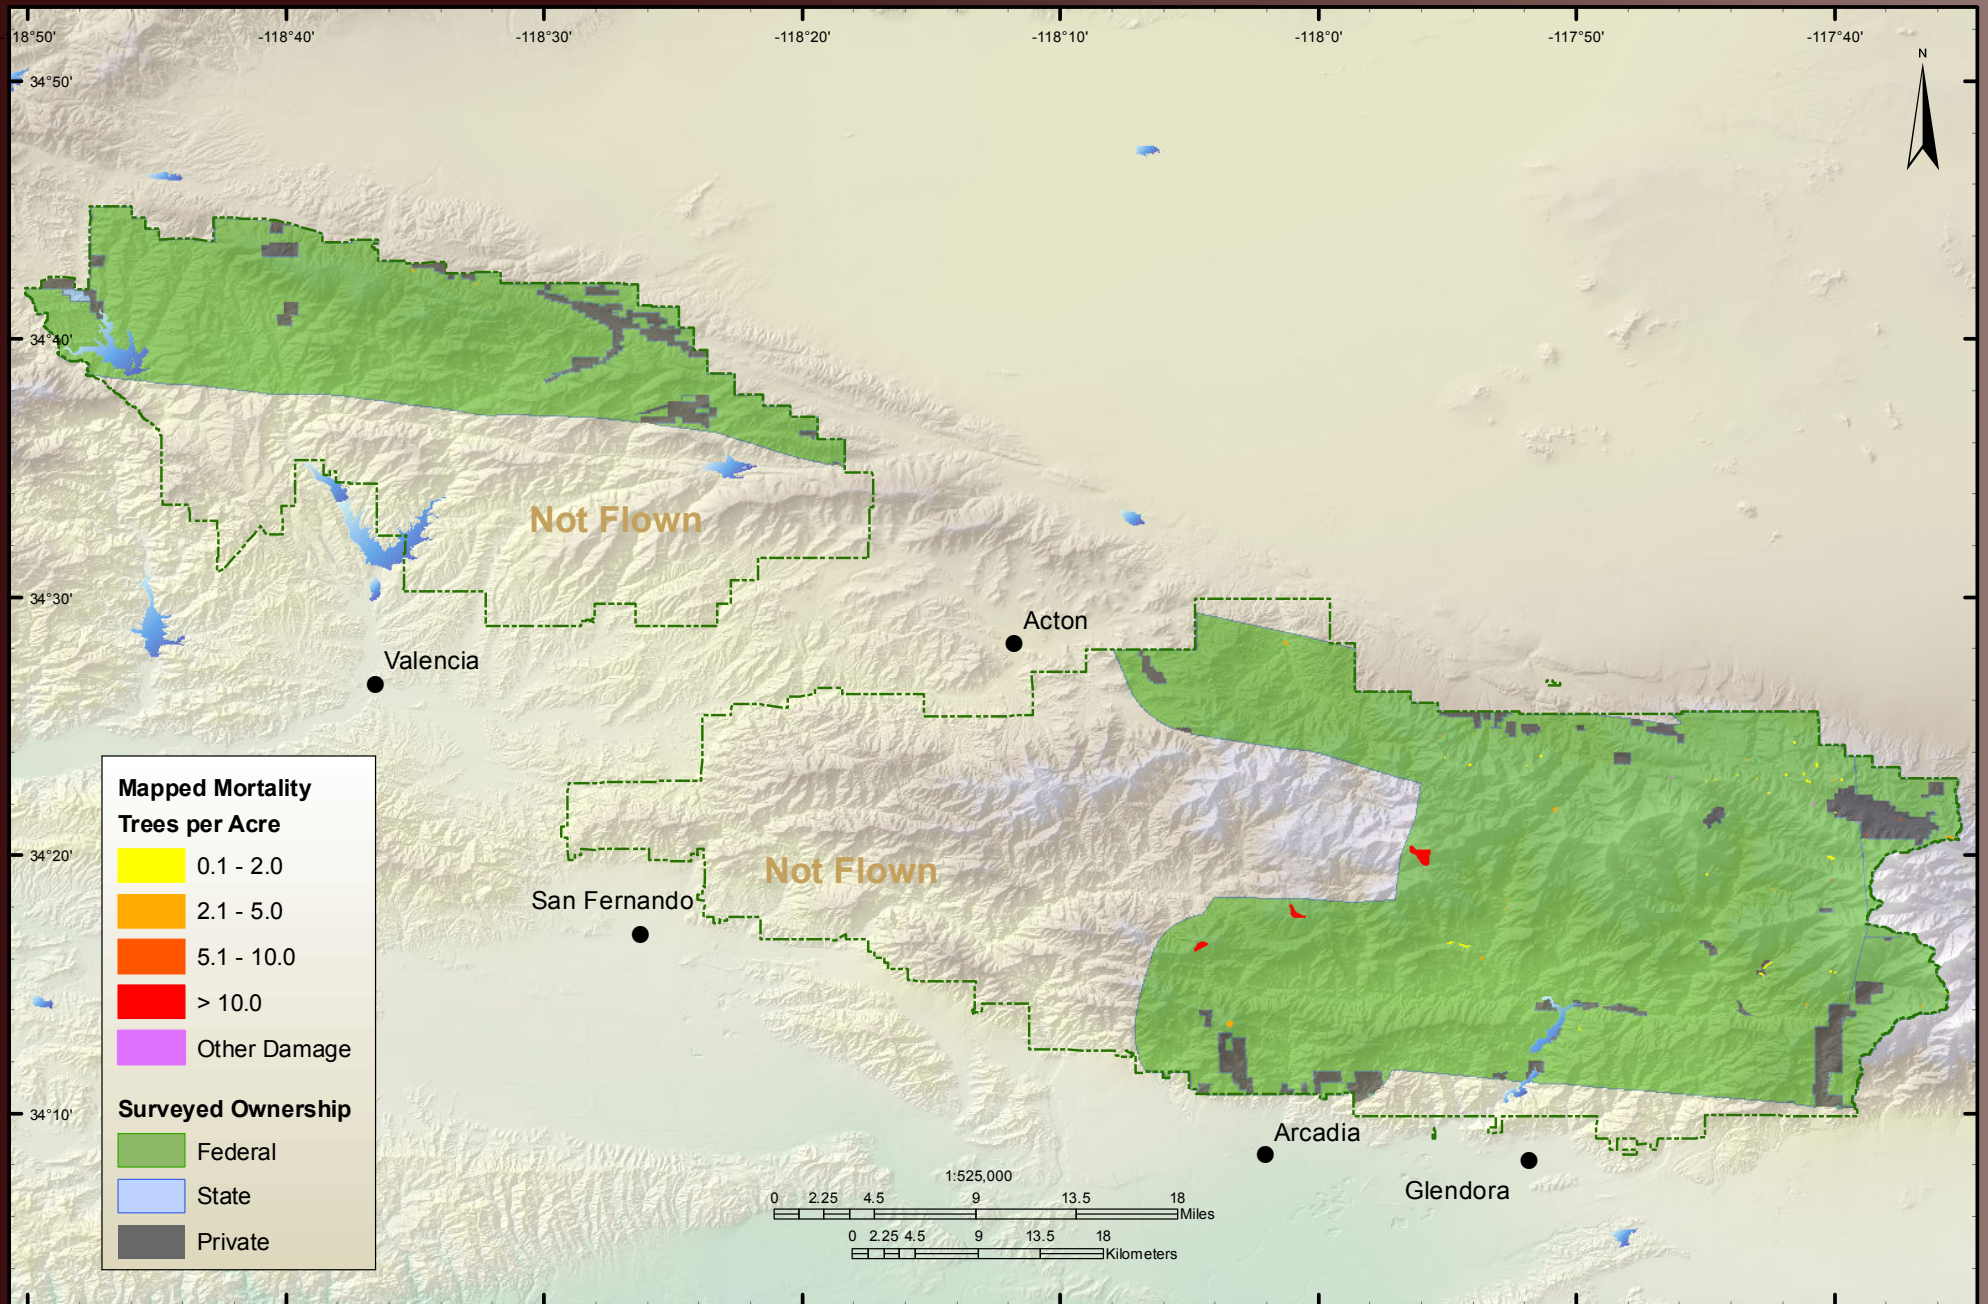 18°50'
-118°40'
-118°30'
-118°20'
-118°10'
-118°0'
-117°50'
-117°40'
N
34°50'
34°40'
34°30'
34°20'
34°10'
Not Flown
Acton
Valencia
Not Flown
San Fernando
Arcadia
Glendora
Mapped Mortality
Trees per Acre
0.1 - 2.0
2.1 - 5.0
5.1 - 10.0
> 10.0
Other Damage
Surveyed Ownership
Federal
State
Private
1:525,000
0 2.25 4.5 9 13.5 18
Miles
0 2.25 4.5 9 13.5 18
Kilometers